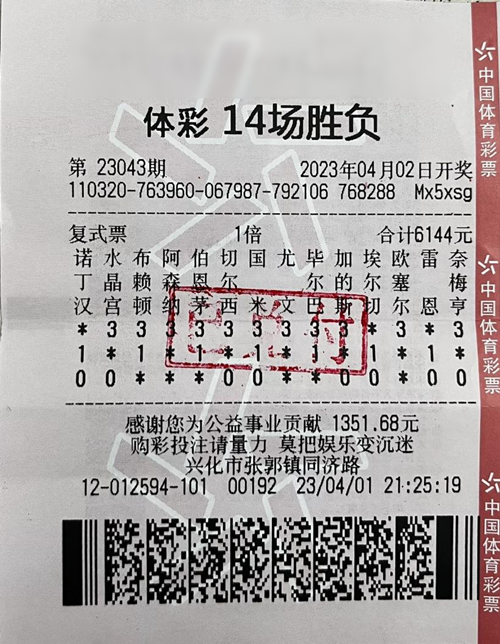 体彩 14场胜负
第 23043期 2023年04月02日开奖
110320-763960-067987-792106 768288 Mx5xsg
复式票 1倍 合计6144元
诺 水 布 阿 伯 切 国 尤 毕 加 埃 欧 雷 奈
丁 晶 赖 森 恩 尔 尔 的 尔 塞 梅
汉 宫 顿 纳 茅 西 米 文 巴 斯 切 尔 恩 亨
* 3 3 3 3 3 3 3 3 3 * 3 * 3
1 * 1 * 1 * 1 * 1 * 1 * 1 *
0 0 * * * 0 0 * * 0 0 * 0 0
已兑付
感谢您为公益事业贡献 1351.68元
购彩投注请量力 莫把娱乐变沉迷
兴化市张郭镇同济路
12-012594-101 00192 23/04/01 21:25:19
中国体育彩票
中国体育彩票
中国体育彩票